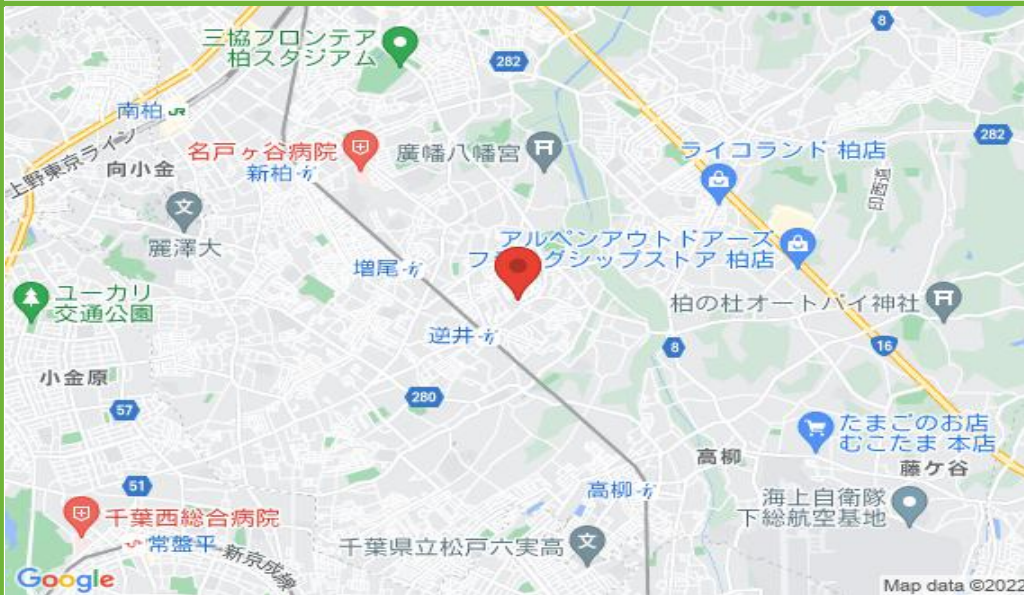 8
三協フロンテア
柏スタジアム
282
南柏 JR
282
上野東京ライン
向小金
名戸ヶ谷病院
新柏
廣幡八幡宮
ライコランド 柏店
印西道
麗澤大
増尾
アルペンアウトドアーズ
フ グシップストア 柏店
ユーカリ
交通公園
柏の杜オートバイ神社
逆井
8
16
小金原
280
57
たまごのお店
むこたま 本店
高柳
藤ケ谷
51
高柳
海上自衛隊
下総航空基地
千葉西総合病院
常盤平
新京成線
千葉県立松戸六実高
Google
Map data ©2022